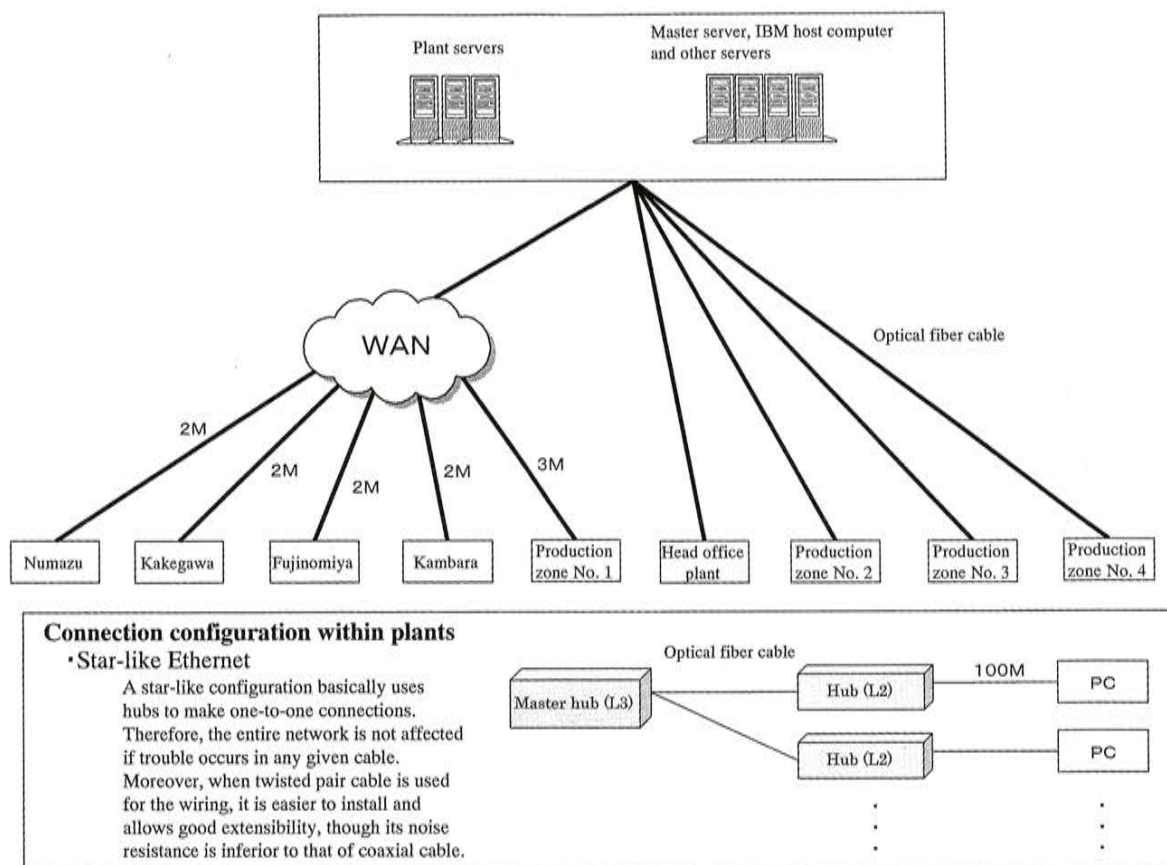 Plant servers
Master server, IBM host computer
and other servers
WAN
Optical fiber cable
2M
2M
2M
2M
3M
Numazu
Kakegawa
Fujinomiya
Kambara
Production
zone No. 1
Head office
plant
Production
zone No. 2
Production
zone No. 3
Production
zone No. 4
Connection configuration within plants
・Star-like Ethernet
A star-like configuration basically uses
hubs to make one-to-one connections.
Therefore, the entire network is not affected
if trouble occurs in any given cable.
Moreover, when twisted pair cable is used
for the wiring, it is easier to install and
allows good extensibility, though its noise
resistance is inferior to that of coaxial cable.
Optical fiber cable
Master hub (L3)
Hub (L2)
100M
PC
Hub (L2)
PC